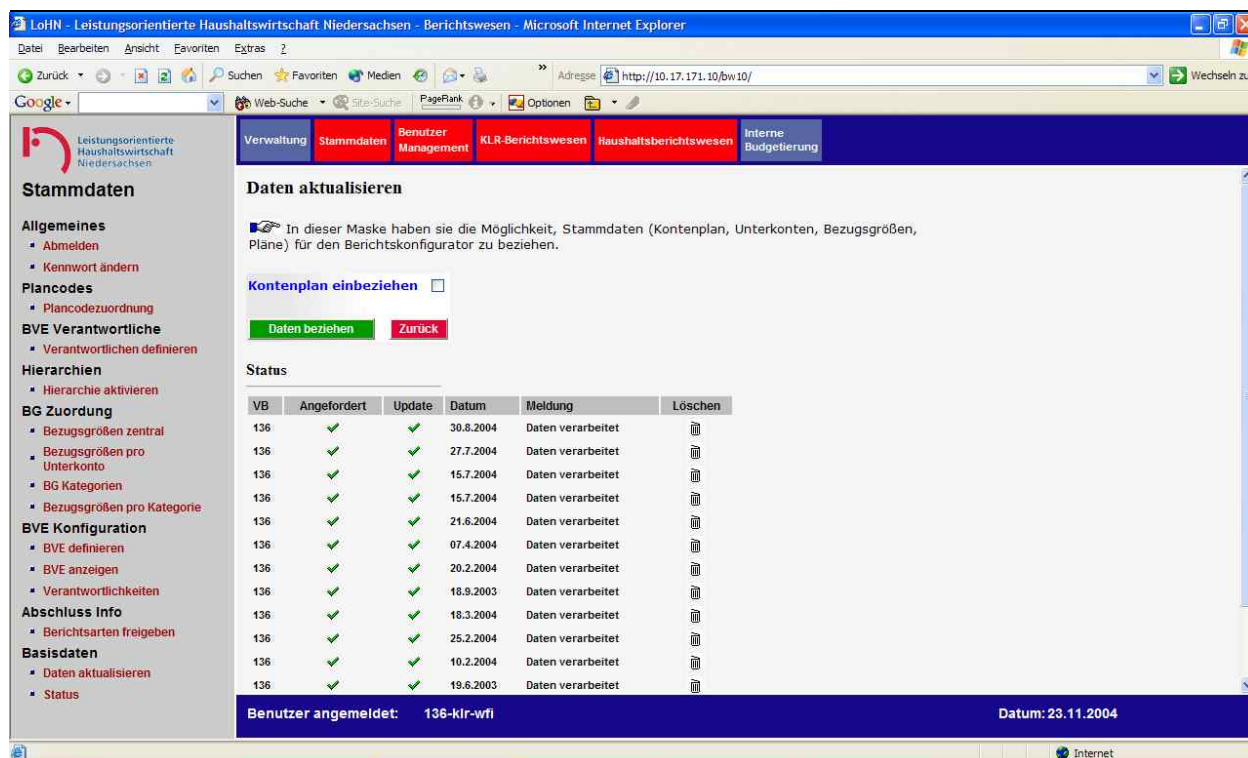 LoHN - Leistungsorientierte Haushaltswirtschaft Niedersachsen - Berichtswesen - Microsoft Internet Explorer
Datei Bearbeiten Ansicht Favoriten Extras ?
Zurück Suchen Favoriten Medien » Adresse http://10.17.171.10/bw10/ Wechseln zu
Google Web-Suche Site-Suche PageRank Optionen
Leistungsorientierte
Haushaltswirtschaft
Niedersachsen
Verwaltung Stammdaten Benutzer Management KLR-Berichtswesen Haushaltsberichtswesen Interne Budgetierung
Stammdaten
Allgemeines
Abmelden
Kennwort ändern
Plancodes
Plancodezuordnung
BVE Verantwortliche
Verantwortlichen definieren
Hierarchien
Hierarchie aktivieren
BG Zuordung
Bezugsgrößen zentral
Bezugsgrößen pro
Unterkonto
BG Kategorien
Bezugsgrößen pro Kategorie
BVE Konfiguration
BVE definieren
BVE anzeigen
Verantwortlichkeiten
Abschluss Info
Berichtsarten freigeben
Basisdaten
Daten aktualisieren
Status
Daten aktualisieren
In dieser Maske haben sie die Möglichkeit, Stammdaten (Kontenplan, Unterkonten, Bezugsgrößen,
Pläne) für den Berichtskonfigurator zu beziehen.
Kontenplan einbeziehen
Daten beziehen Zurück
Status
VB Angefordert Update Datum Meldung Löschen
136 30.8.2004 Daten verarbeitet
136 27.7.2004 Daten verarbeitet
136 15.7.2004 Daten verarbeitet
136 15.7.2004 Daten verarbeitet
136 21.6.2004 Daten verarbeitet
136 07.4.2004 Daten verarbeitet
136 20.2.2004 Daten verarbeitet
136 18.9.2003 Daten verarbeitet
136 18.3.2004 Daten verarbeitet
136 25.2.2004 Daten verarbeitet
136 10.2.2004 Daten verarbeitet
136 19.6.2003 Daten verarbeitet
Benutzer angemeldet: 136-klr-wfi Datum: 23.11.2004
Internet